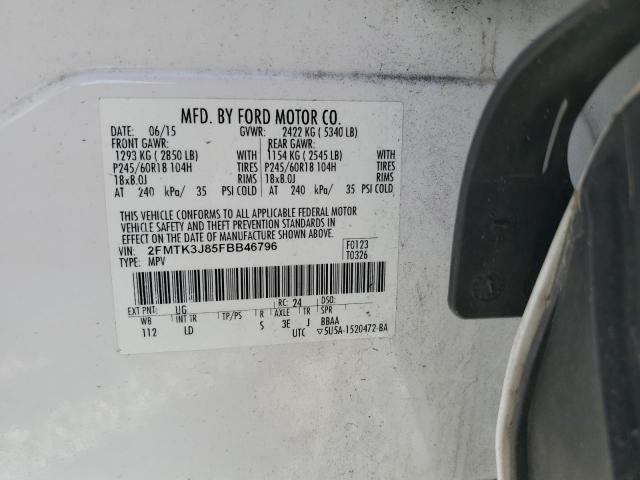 MFD. BY FORD MOTOR CO.
DATE: 06/15 GVWR: 2422 KG ( 5340 LB)
FRONT GAWR: REAR GAWR:
1293 KG ( 2850 LB) 1154 KG ( 2545 LB)
P245/60R18 104H TIRES P245/60R18 104H TIRES
18x8.0J RIMS 18x8.0J RIMS
AT 240 kPa/ 35 PSI COLD AT 240 kPa/ 35 PSI COLD
THIS VEHICLE CONFORMS TO ALL APPLICABLE FEDERAL MOTOR
VEHICLE SAFETY AND THEFT PREVENTION STANDARDS
IN EFFECT ON THE DATE OF MANUFACTURE SHOWN ABOVE.
VIN: 2FMTK3J85FBB46796 F0123
TYPE: MPV T0326
EXT PNT: UG RC: 24 DSO:
WB INT TR TP/PS R AXLE TR SPR
112 LD S 3E J BBAA
UTC ▽5U5A-1520472-BA